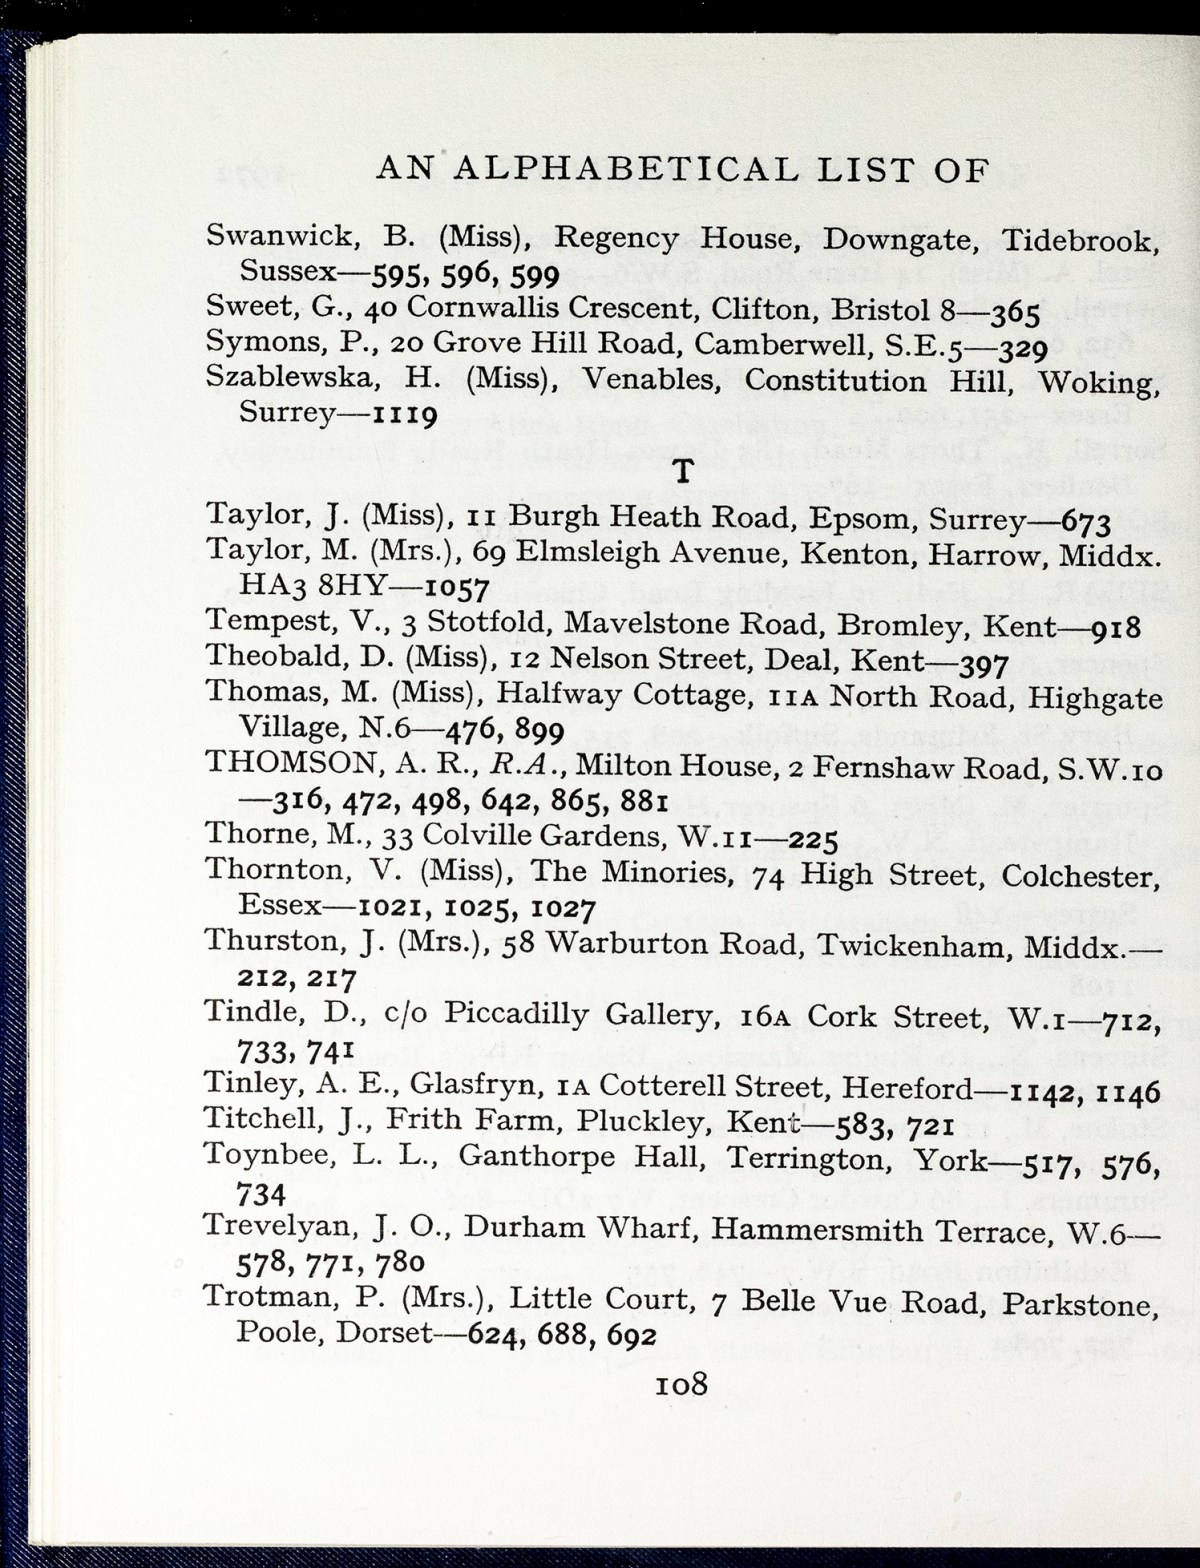 AN ALPHABETICAL LIST OF
Swanwick, B. (Miss), Regency House, Downgate, Tidebrook,
Sussex—595, 596, 599
Sweet, G., 40 Cornwallis Crescent, Clifton, Bristol 8—365
Symons, P., 20 Grove Hill Road, Camberwell, S.E.5—329
Szablewska, H. (Miss), Venables, Constitution Hill, Woking,
Surrey—1119
T
Taylor, J. (Miss), 11 Burgh Heath Road, Epsom, Surrey—673
Taylor, M. (Mrs.), 69 Elmsleigh Avenue, Kenton, Harrow, Middx.
HA3 8HY—1057
Tempest, V., 3 Stotfold, Mavelstone Road, Bromley, Kent—918
Theobald, D. (Miss), 12 Nelson Street, Deal, Kent—397
Thomas, M. (Miss), Halfway Cottage, 11A North Road, Highgate
Village, N.6—476, 899
THOMSON, A. R., R.A., Milton House, 2 Fernshaw Road, S.W.10
—316, 472, 498, 642, 865, 881
Thorne, M., 33 Colville Gardens, W.11—225
Thornton, V. (Miss), The Minories, 74 High Street, Colchester,
Essex—1021, 1025, 1027
Thurston, J. (Mrs.), 58 Warburton Road, Twickenham, Middx.—
212, 217
Tindle, D., c/o Piccadilly Gallery, 16A Cork Street, W.1—712,
733, 741
Tinley, A. E., Glasfryn, 1A Cotterell Street, Hereford—1142, 1146
Titchell, J., Frith Farm, Pluckley, Kent—583, 721
Toynbee, L. L., Ganthorpe Hall, Terrington, York—517, 576,
734
Trevelyan, J. O., Durham Wharf, Hammersmith Terrace, W.6—
578, 771, 780
Trotman, P. (Mrs.), Little Court, 7 Belle Vue Road, Parkstone,
Poole, Dorset—624, 688, 692
108